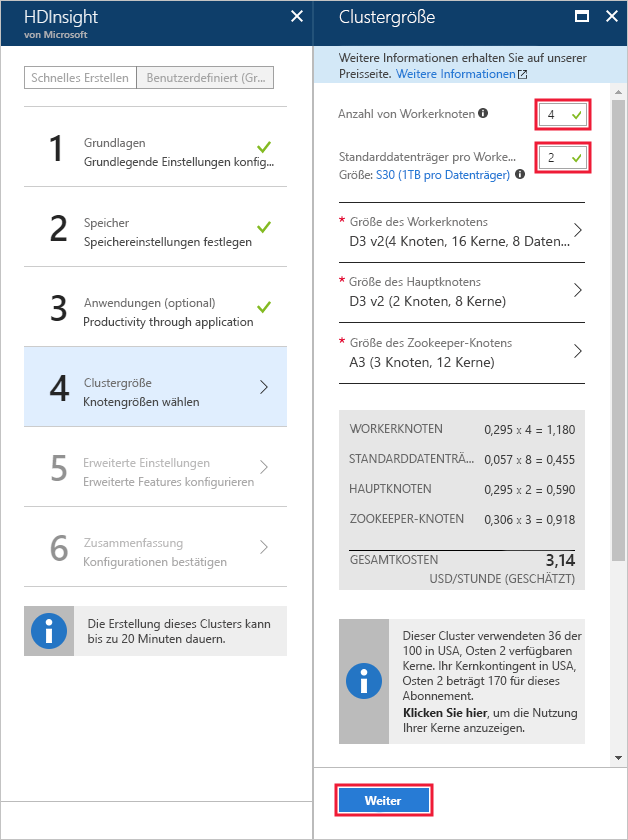 HDInsight
von Microsoft
Schnelles Erstellen
Benutzerdefiniert (Gr...
1
Grundlagen
Grundlegende Einstellungen konfig...
2
Speicher
Speichereinstellungen festlegen
3
Anwendungen (optional)
Productivity through application
4
Clustergröße
Knotengrößen wählen
5
Erweiterte Einstellungen
Erweiterte Features konfigurieren
6
Zusammenfassung
Konfigurationen bestätigen
Die Erstellung dieses Clusters kann
bis zu 20 Minuten dauern.
Clustergröße
Weitere Informationen erhalten Sie auf unserer
Preisseite. Weitere Informationen
Anzahl von Workerknoten
4
Standarddatenträger pro Worke...
2
Größe: S30 (1TB pro Datenträger)
* Größe des Workerknotens
D3 v2(4 Knoten, 16 Kerne, 8 Daten...
* Größe des Hauptknotens
D3 v2 (2 Knoten, 8 Kerne)
* Größe des Zookeeper-Knotens
A3 (3 Knoten, 12 Kerne)
WORKERKNOTEN 0,295 x 4 = 1,180
STANDARDDATENTRÄ... 0,057 x 8 = 0,455
HAUPTKNOTEN 0,295 x 2 = 0,590
ZOOKEEPER-KNOTEN 0,306 x 3 = 0,918
GESAMTKOSTEN 3,14
USD/STUNDE (GESCHÄTZT)
Dieser Cluster verwendeten 36 der
100 in USA, Osten 2 verfügbaren
Kerne. Ihr Kernkontingent in USA,
Osten 2 beträgt 170 für dieses
Abonnement.
Klicken Sie hier, um die Nutzung
Ihrer Kerne anzuzeigen.
Weiter